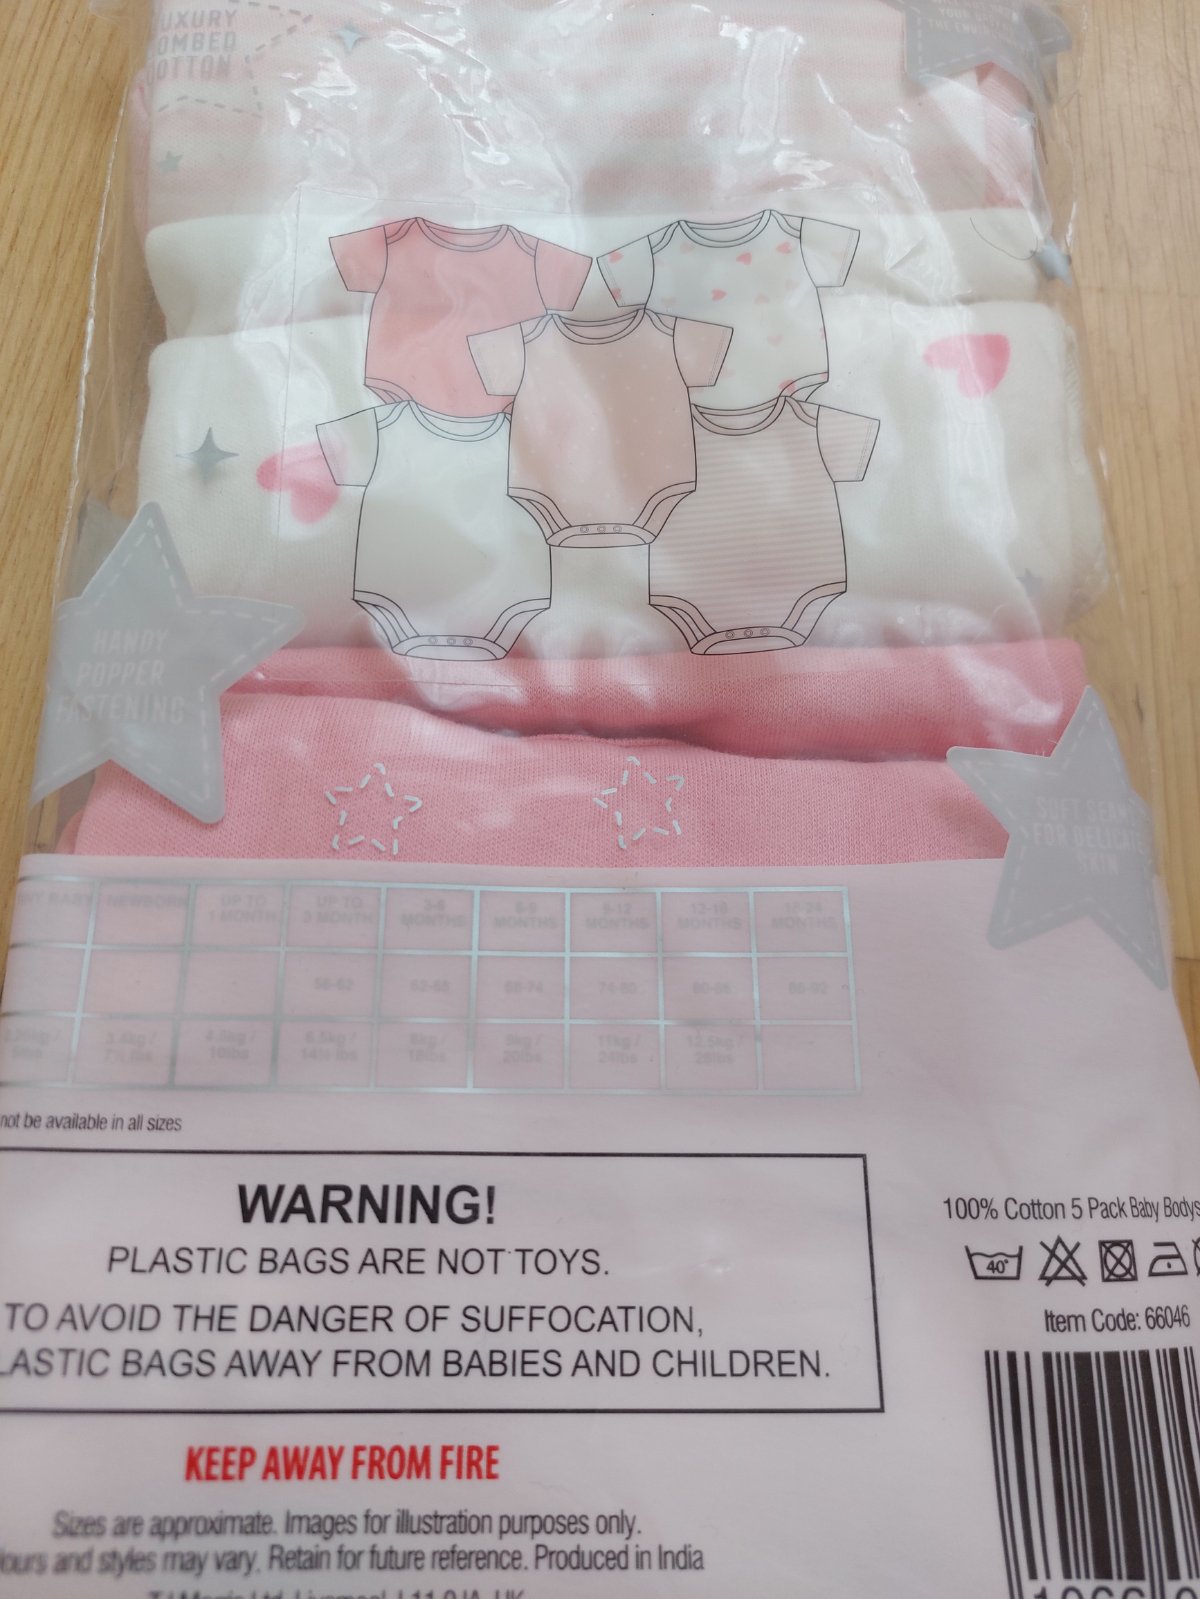 LUXURY
COMBED
COTTON
YOUR
HANDY
POPPER
FASTENING
SOFT SEAMS
FOR DELICATE
SKIN
TINY BABY NEWBORN UP TO 1 MONTH UP TO 3 MONTH 3-6 MONTHS 6-9 MONTHS 9-12 MONTHS 12-18 MONTHS 18-24 MONTHS
56-62 62-68 68-74 74-80 80-86 86-92
3.4kg / 7½ lbs 4.5kg / 10lbs 6.5kg / 14½ lbs 8kg / 18lbs 9kg / 20lbs 11kg / 24lbs 12.5kg / 28lbs -
not be available in all sizes
WARNING!
PLASTIC BAGS ARE NOT TOYS.
TO AVOID THE DANGER OF SUFFOCATION,
LASTIC BAGS AWAY FROM BABIES AND CHILDREN.
KEEP AWAY FROM FIRE
Sizes are approximate. Images for illustration purposes only.
lours and styles may vary. Retain for future reference. Produced in India
100% Cotton 5 Pack Baby Bodys
40°
Item Code: 66046